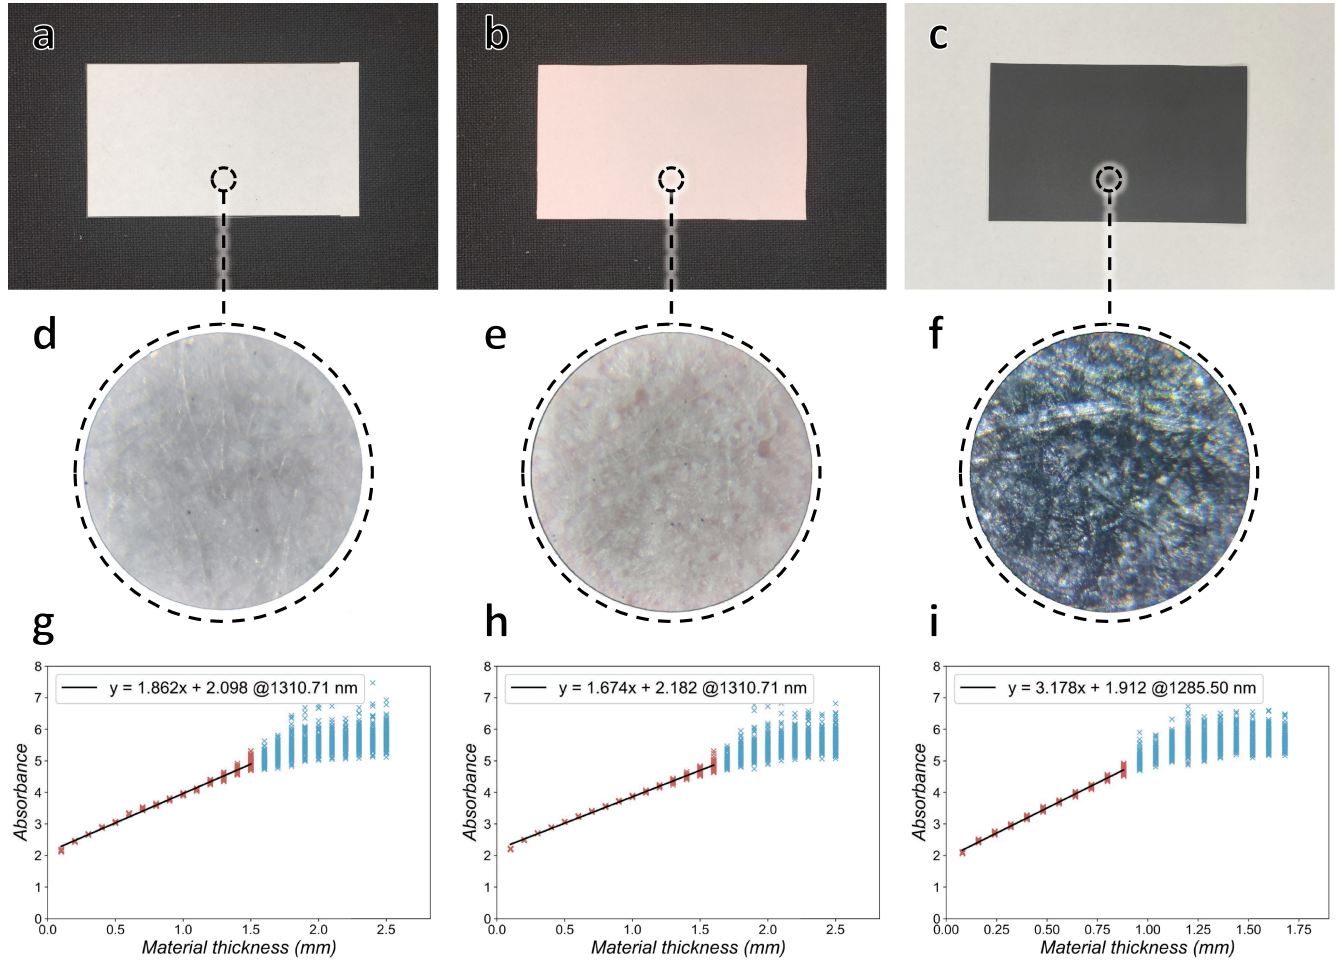 a
b
c
d
e
f
g
h
i
y = 1.862x + 2.098 @1310.71 nm
8
7
6
5
4
3
2
1
0
Absorbance
0.0 0.5 1.0 1.5 2.0 2.5
Material thickness (mm)
y = 1.674x + 2.182 @1310.71 nm
8
7
6
5
4
3
2
1
0
Absorbance
0.0 0.5 1.0 1.5 2.0 2.5
Material thickness (mm)
y = 3.178x + 1.912 @1285.50 nm
8
7
6
5
4
3
2
1
0
Absorbance
0.00 0.25 0.50 0.75 1.00 1.25 1.50 1.75
Material thickness (mm)